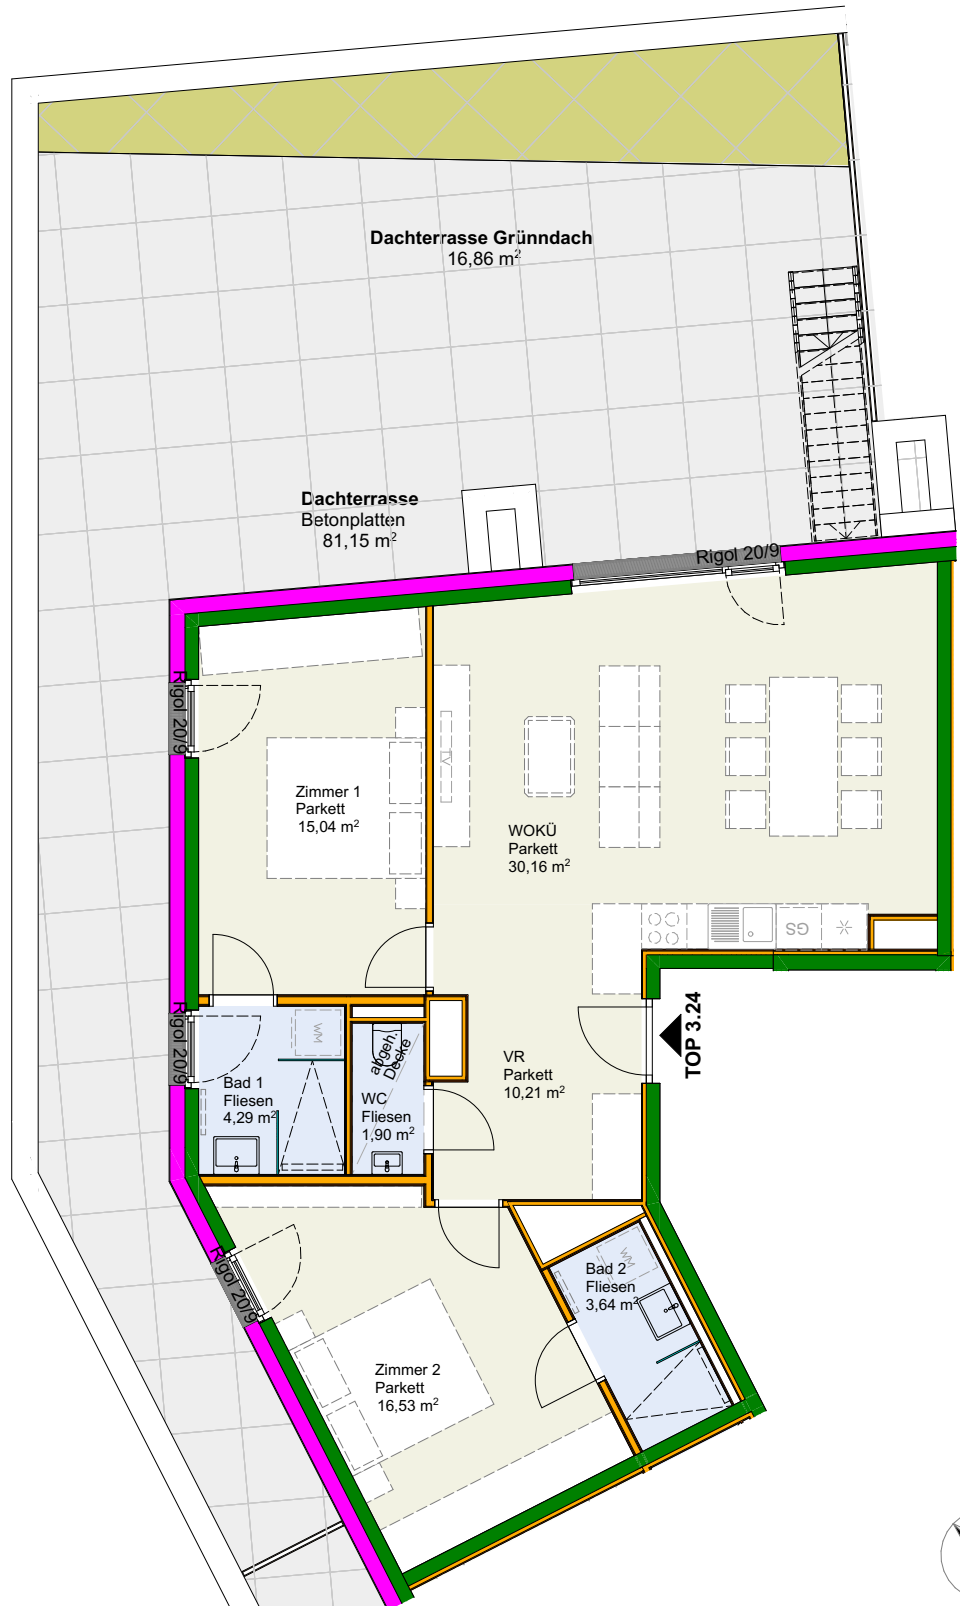 Dachterrasse Gründach
16,86 m²
Dachterrasse
Betonplatten
81,15 m²
Rigol 20/9
Rigol 20/9
Zimmer 1
Parkett
15,04 m²
TV
WOKÜ
Parkett
30,16 m²
GS
Rigol 20/9
WM
abgeh.
Decke
Bad 1
Fliesen
4,29 m²
WC
Fliesen
1,90 m²
VR
Parkett
10,21 m²
TOP 3.24
Rigol 20/9
WM
Bad 2
Fliesen
3,64 m²
Zimmer 2
Parkett
16,53 m²